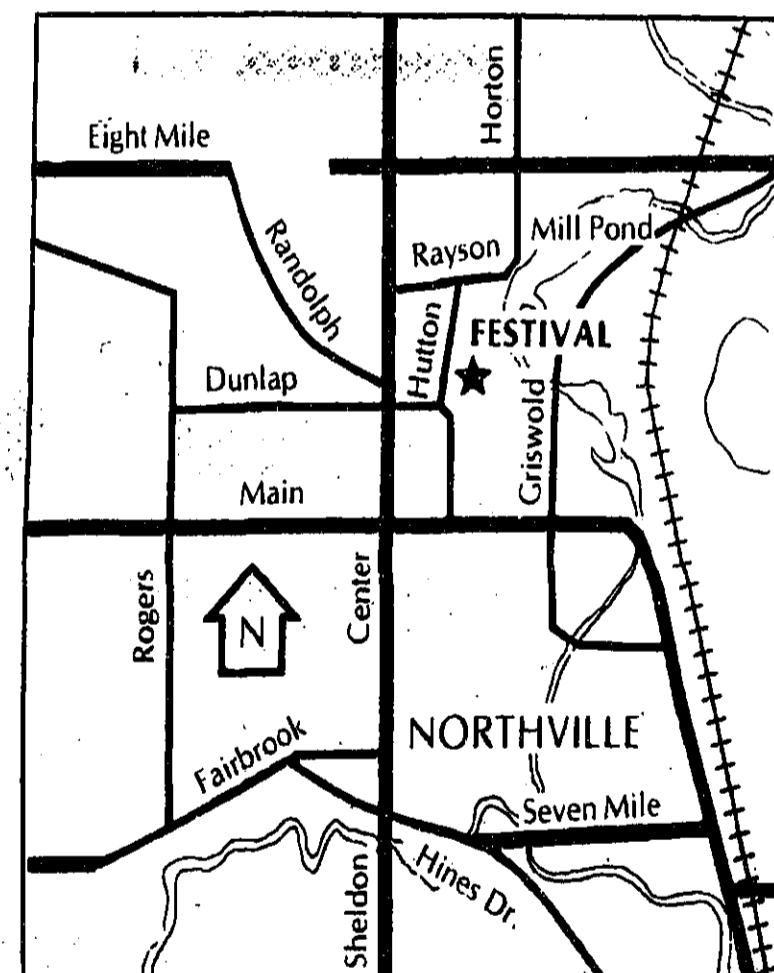 Horton
Eight Mile
Mill Pond
Randolph
Rayson
Hutton
FESTIVAL
Dunlap
Griswold
Main
Rogers
N
Center
NORTHVILLE
Fairbrook
Seven Mile
Hines Dr.
Sheldon